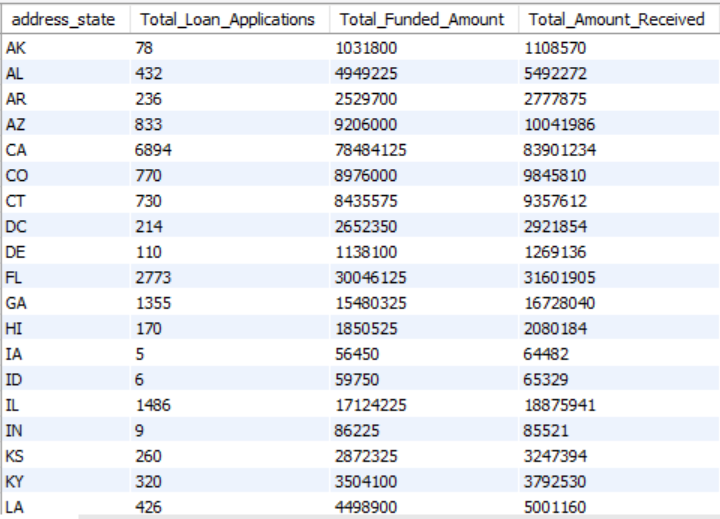 address_state Total_Loan_Applications Total_Funded_Amount Total_Amount_Received
AK 78 1031800 1108570
AL 432 4949225 5492272
AR 236 2529700 2777875
AZ 833 9206000 10041986
CA 6894 78484125 83901234
CO 770 8976000 9845810
CT 730 8435575 9357612
DC 214 2652350 2921854
DE 110 1138100 1269136
FL 2773 30046125 31601905
GA 1355 15480325 16728040
HI 170 1850525 2080184
IA 5 56450 64482
ID 6 59750 65329
IL 1486 17124225 18875941
IN 9 86225 85521
KS 260 2872325 3247394
KY 320 3504100 3792530
LA 426 4498900 5001160